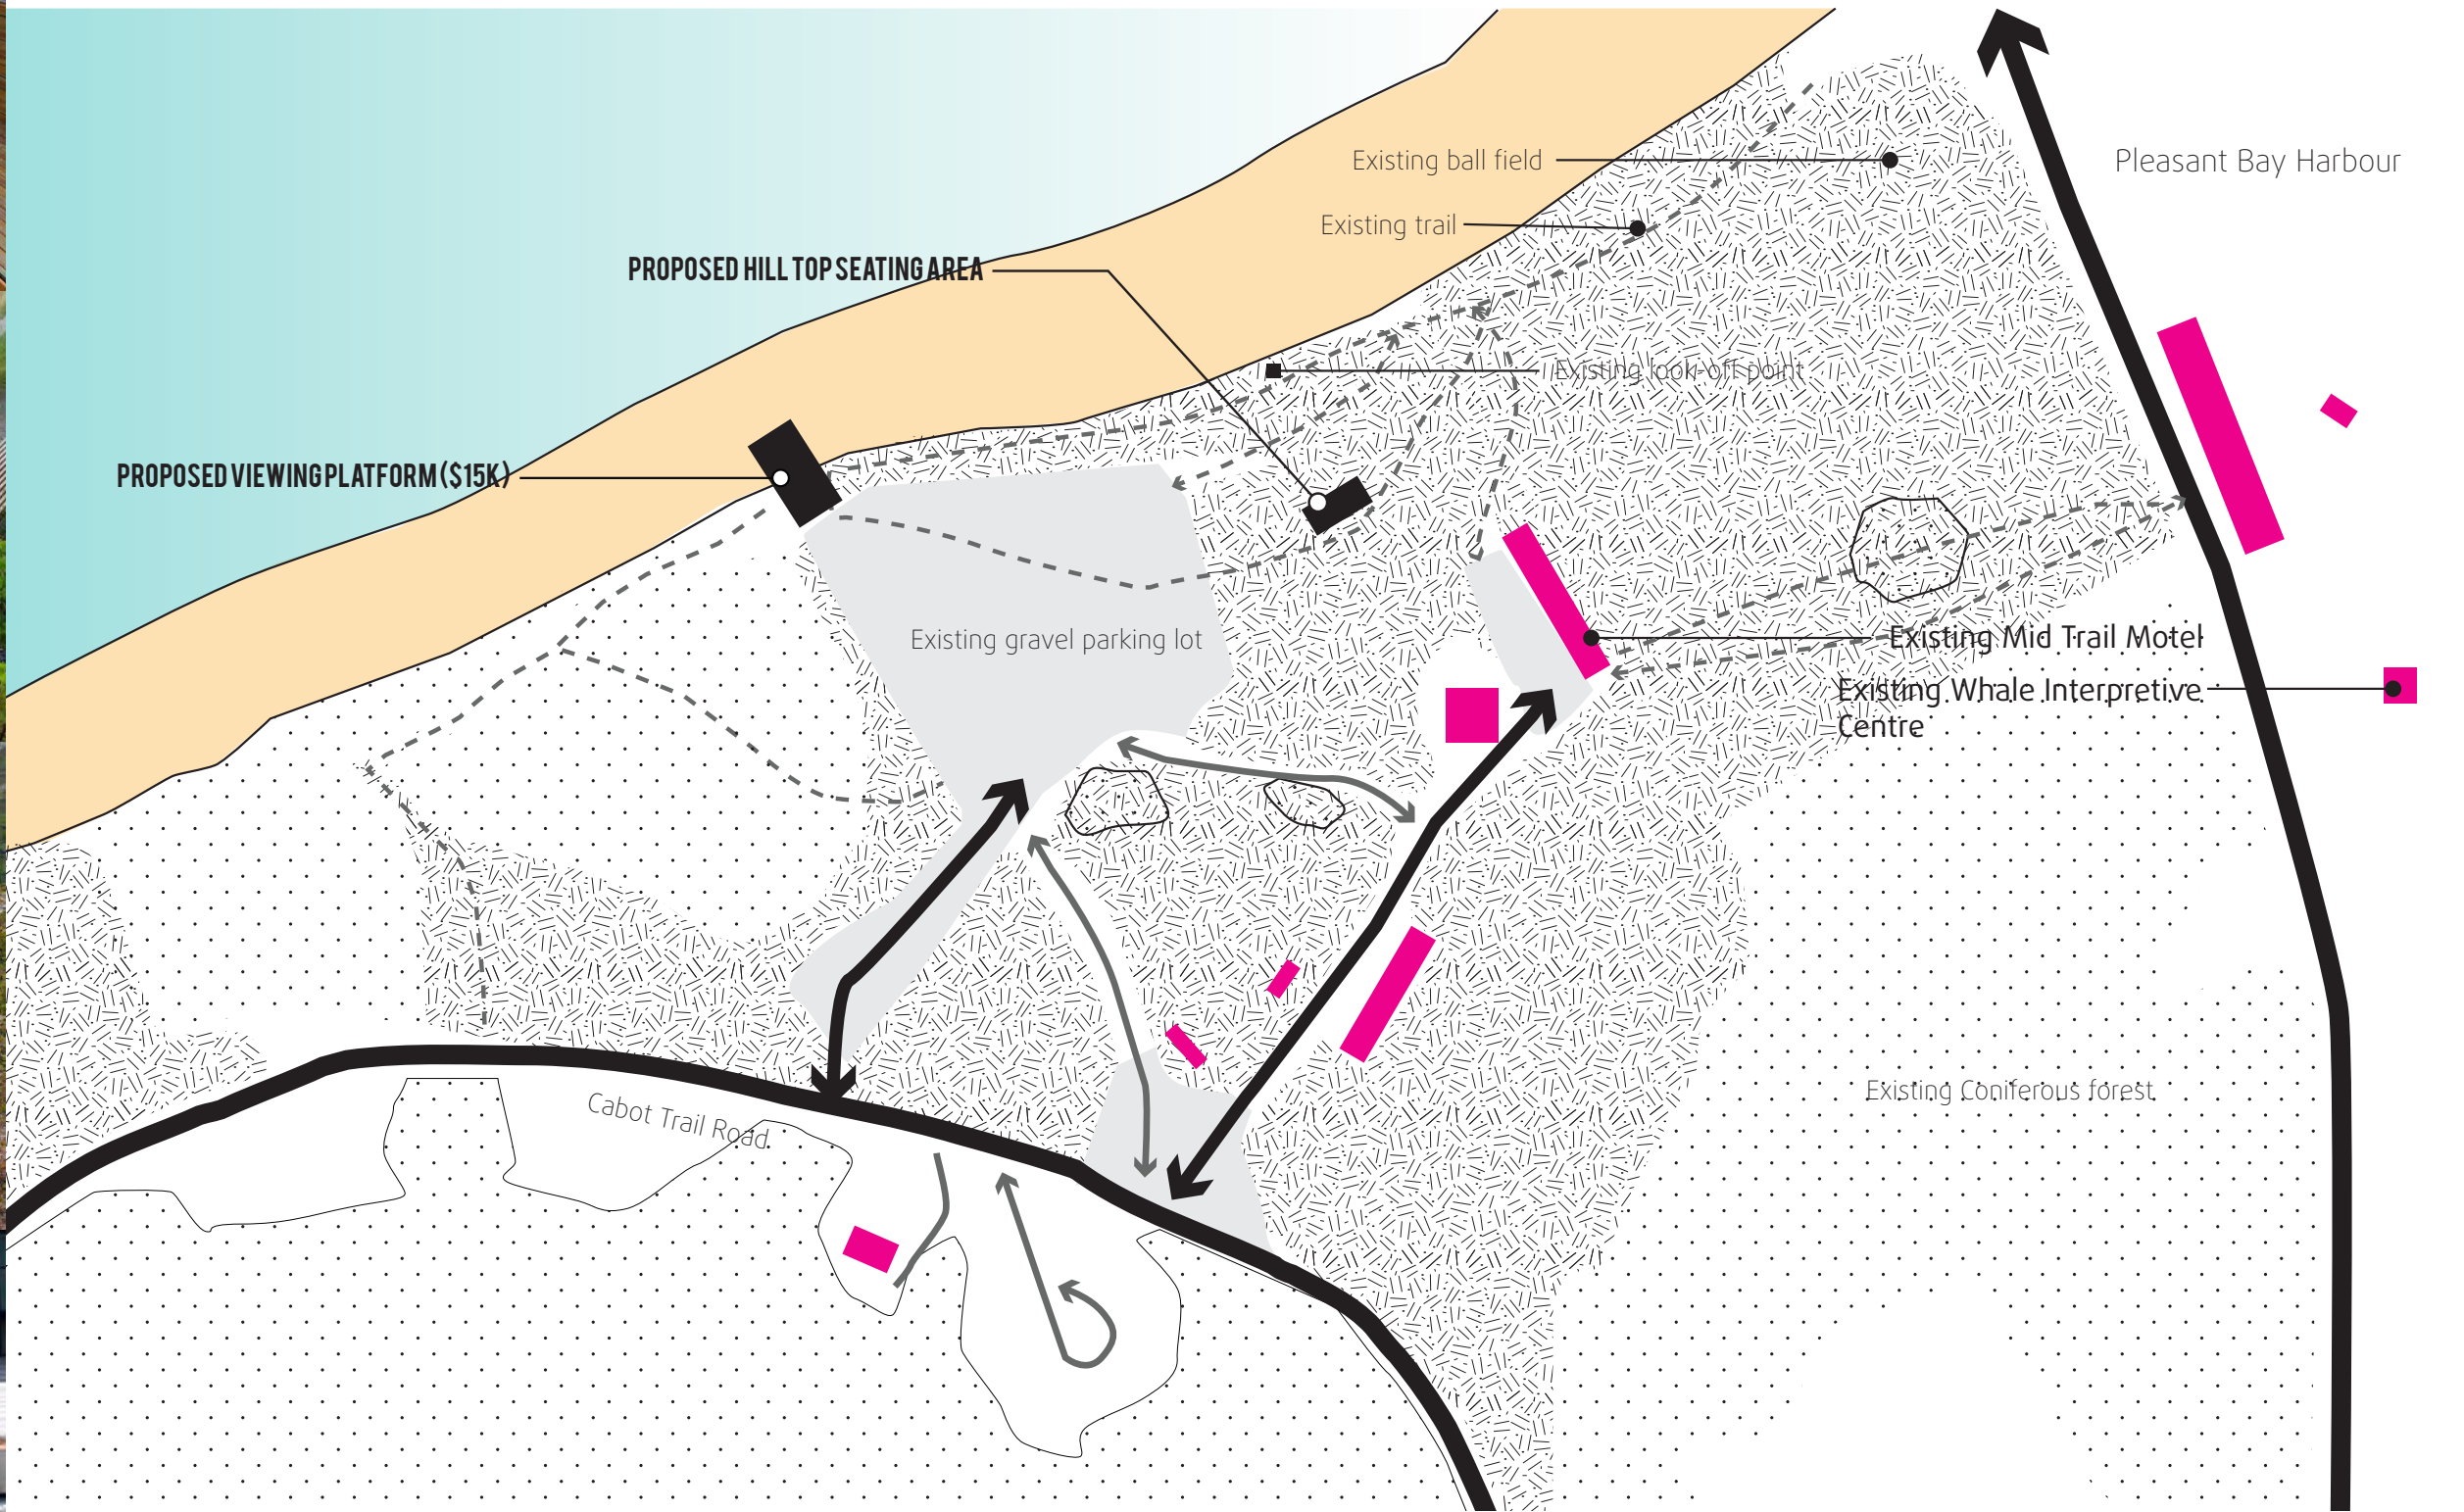 Existing ball field
Pleasant Bay Harbour
Existing trail
PROPOSED HILL TOP SEATING AREA
Existing look-off point
PROPOSED VIEWING PLATFORM ($15K)
Existing gravel parking lot
Existing Mid Trail Motel
Existing Whale Interpretive
Centre
Existing Coniferous forest
Cabot Trail Road